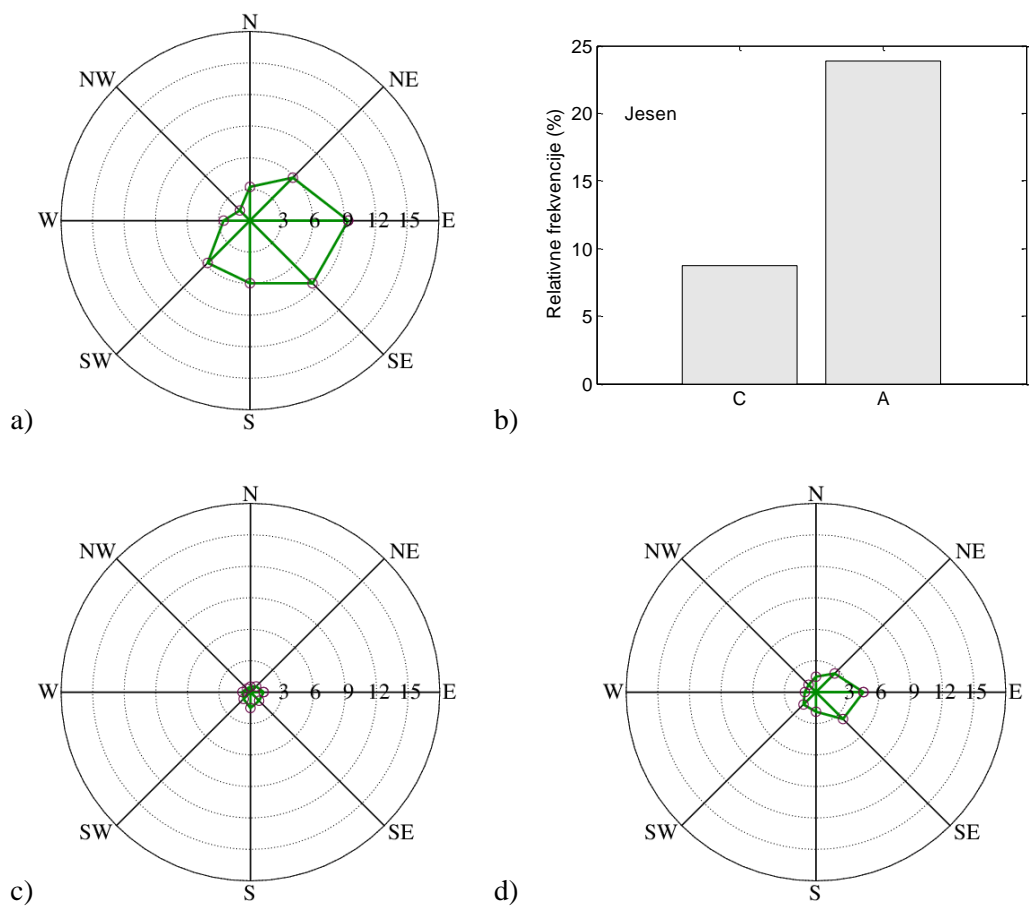 N
NW NE
W 3 6 9 12 15 E
SW SE
S
a)
25
20
15
10
5
0
Relativne frekvencije (%)
Jesen
C A
b)
N
NW NE
W 3 6 9 12 15 E
SW SE
S
c)
N
NW NE
W 3 6 9 12 15 E
SW SE
S
d)